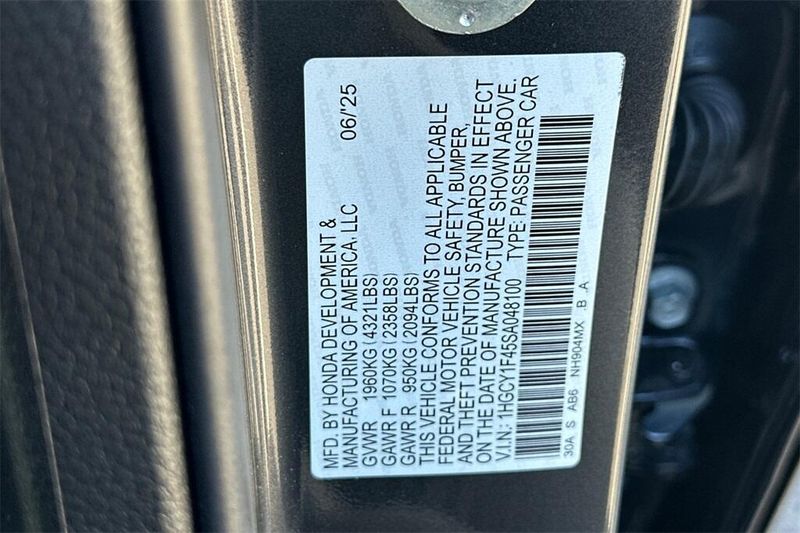 MFD. BY HONDA DEVELOPMENT &
MANUFACTURING OF AMERICA, LLC 06/'25
GVWR 1960KG (4321LBS)
GAWR F 1070KG (2358LBS)
GAWR R 950KG (2094LBS)
THIS VEHICLE CONFORMS TO ALL APPLICABLE
FEDERAL MOTOR VEHICLE SAFETY, BUMPER,
AND THEFT PREVENTION STANDARDS IN EFFECT
ON THE DATE OF MANUFACTURE SHOWN ABOVE.
V.I.N.: 1HGCY1F45SA048100 TYPE: PASSENGER CAR
30A S AB6 NH904MX .B .A